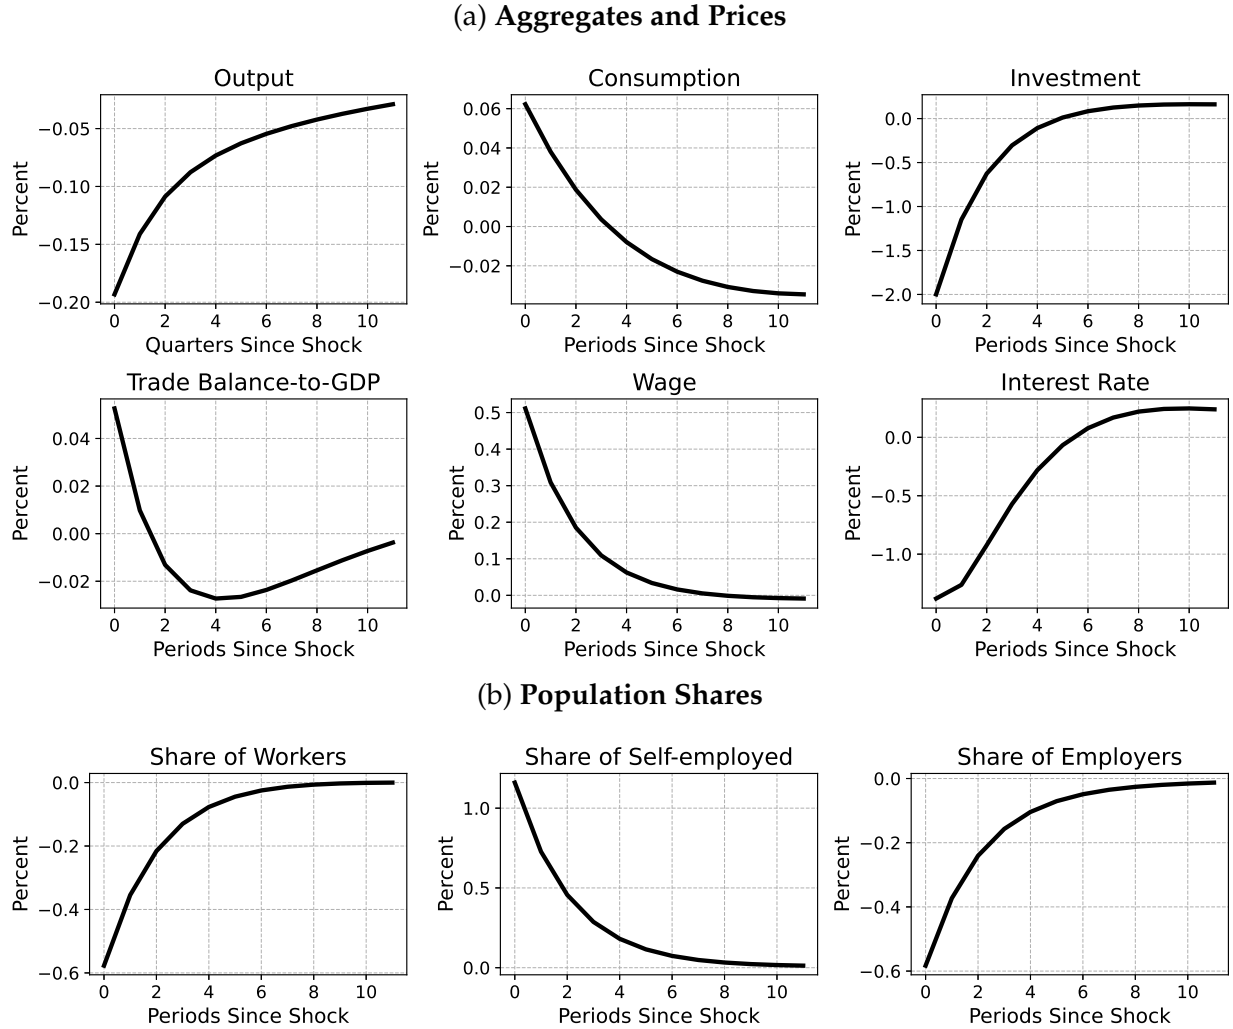 (a) Aggregates and Prices
Output
Consumption
Investment
Percent
−0.05
−0.10
−0.15
−0.20
0 2 4 6 8 10
Quarters Since Shock
Percent
0.06
0.04
0.02
0.00
−0.02
0 2 4 6 8 10
Periods Since Shock
Percent
0.0
−0.5
−1.0
−1.5
−2.0
0 2 4 6 8 10
Periods Since Shock
Trade Balance-to-GDP
Wage
Interest Rate
Percent
0.04
0.02
0.00
−0.02
0 2 4 6 8 10
Periods Since Shock
Percent
0.5
0.4
0.3
0.2
0.1
0.0
0 2 4 6 8 10
Periods Since Shock
Percent
0.0
−0.5
−1.0
0 2 4 6 8 10
Periods Since Shock
(b) Population Shares
Share of Workers
Share of Self-employed
Share of Employers
Percent
0.0
−0.2
−0.4
−0.6
0 2 4 6 8 10
Periods Since Shock
Percent
1.0
0.5
0.0
0 2 4 6 8 10
Periods Since Shock
Percent
0.0
−0.2
−0.4
−0.6
0 2 4 6 8 10
Periods Since Shock